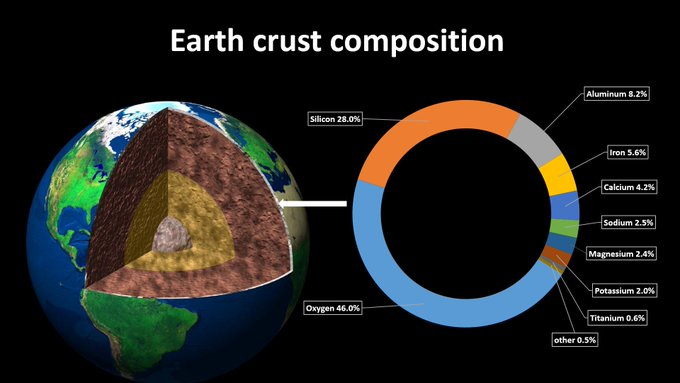 Earth crust composition
Aluminum 8.2%
Silicon 28.0%
Iron 5.6%
Calcium 4.2%
Sodium 2.5%
Magnesium 2.4%
Potassium 2.0%
Oxygen 46.0%
Titanium 0.6%
other 0.5%